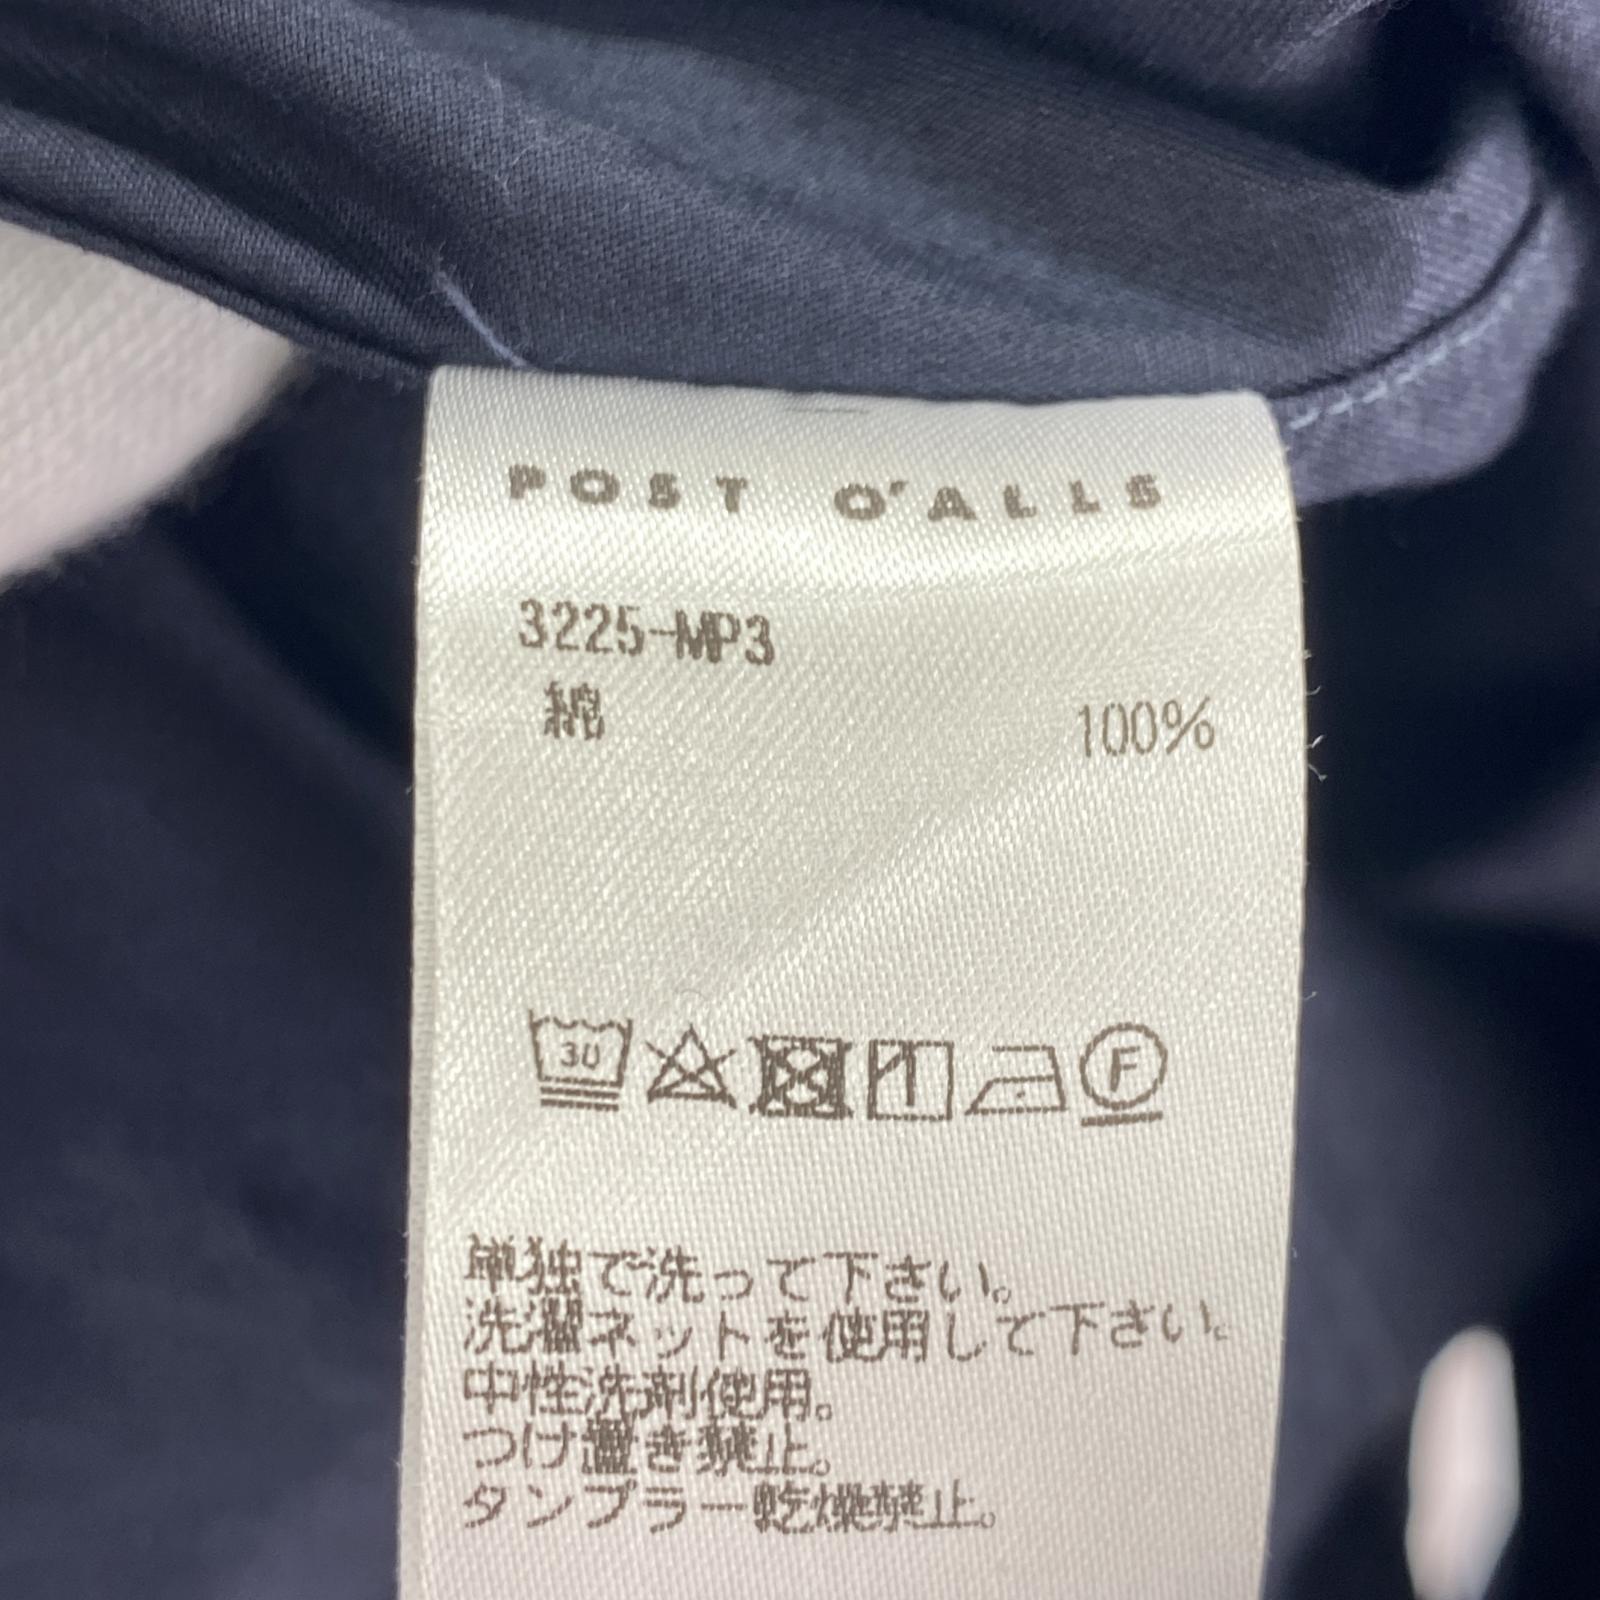 POST O'ALLS
3225-MP3
綿 100%
30 F
単独で洗って下さい。
洗濯ネットを使用して下さい。
中性洗剤使用。
つけ置き禁止。
タンブラー乾燥禁止。